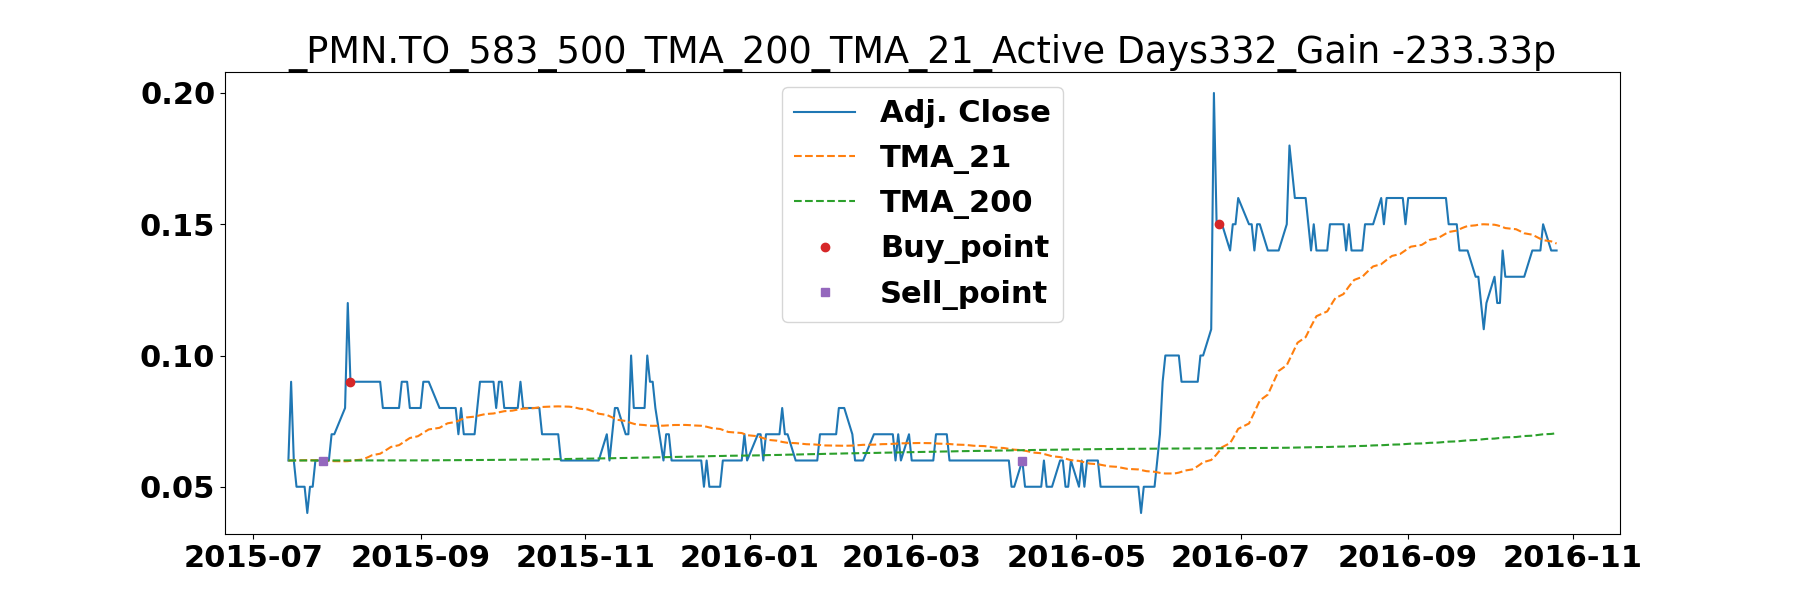 _PMN.TO_583_500_TMA_200_TMA_21_Active Days332_Gain -233.33p
0.20
0.15
0.10
0.05
Adj. Close
TMA_21
TMA_200
Buy_point
Sell_point
2015-07 2015-09 2015-11 2016-01 2016-03 2016-05 2016-07 2016-09 2016-11